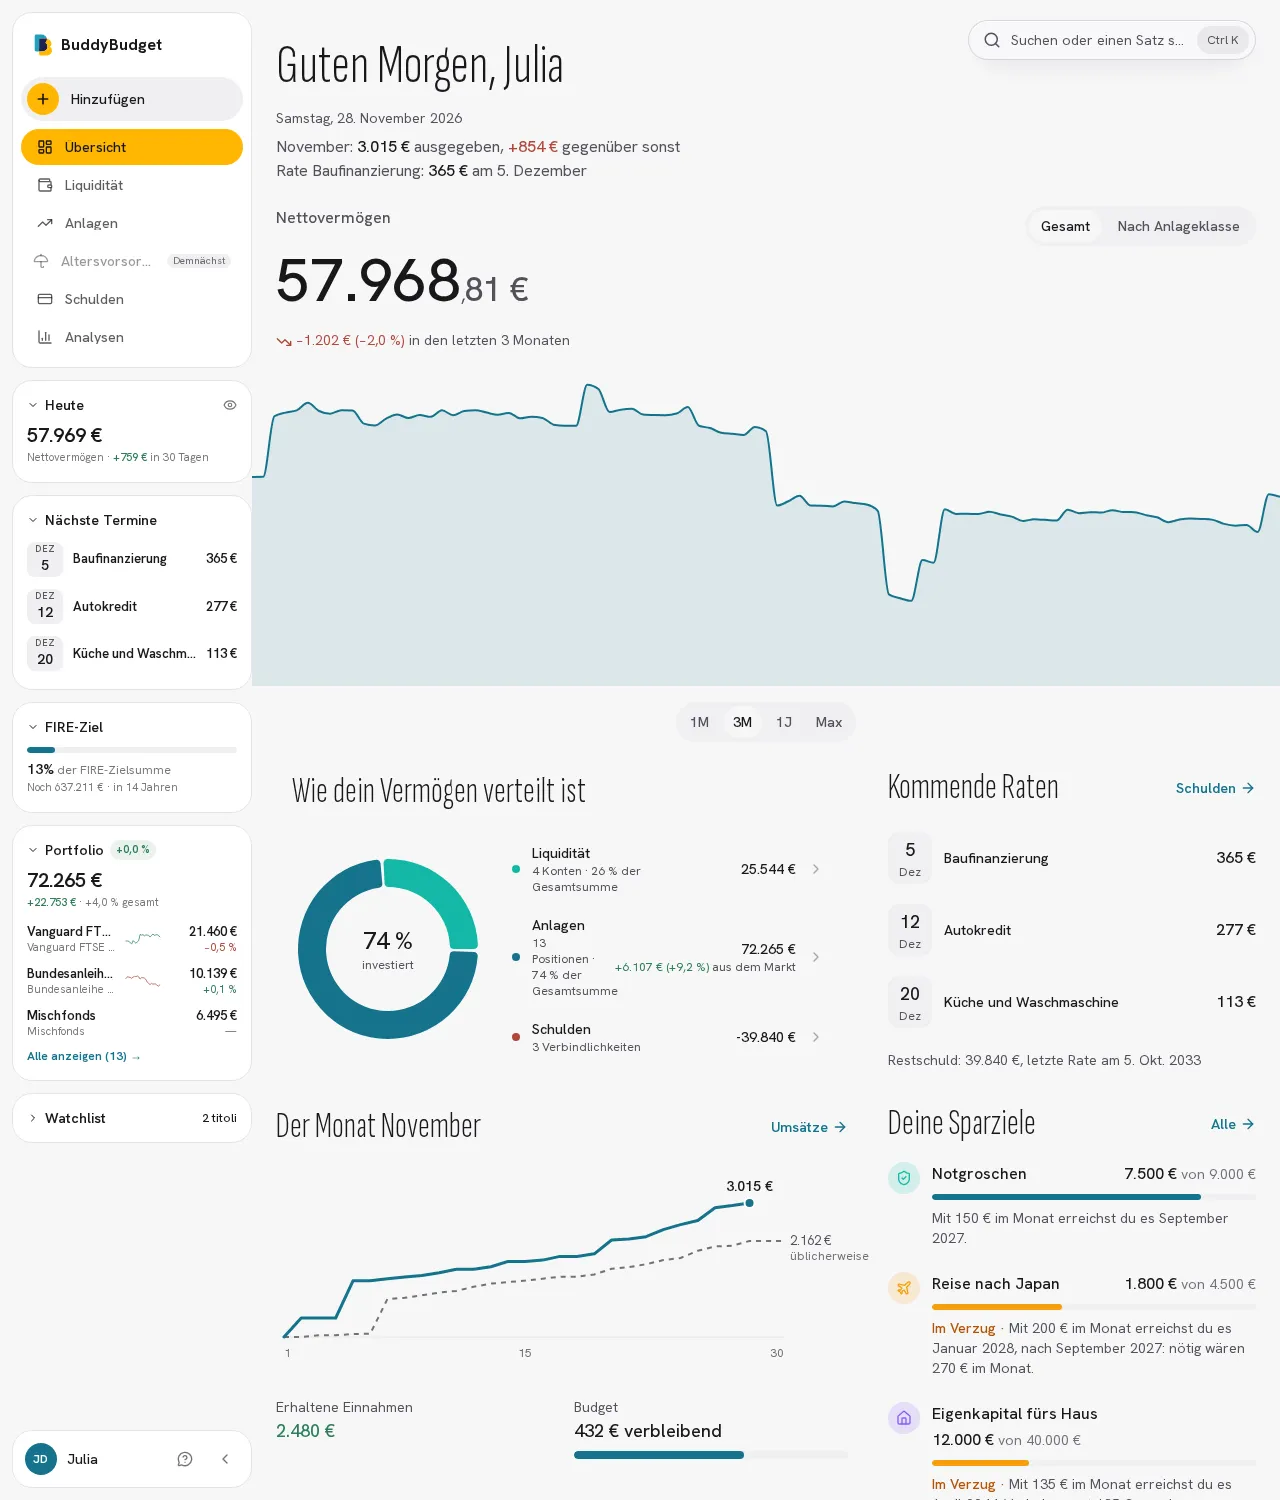 BuddyBudget
Hinzufügen
Übersicht
Liquidität
Anlagen
Altersvorsor... Demnächst
Schulden
Analysen
Heute
57.969 €
Nettovermögen · +759 € in 30 Tagen
Nächste Termine
DEZ
5
Baufinanzierung 365 €
DEZ
12
Autokredit 277 €
DEZ
20
Küche und Waschm... 113 €
FIRE-Ziel
13% der FIRE-Zielsumme
Noch 637.211 € · in 14 Jahren
Portfolio +0,0 %
72.265 €
+22.753 € · +4,0 % gesamt
Vanguard FT... 21.460 €
Vanguard FTSE ... −0,5 %
Bundesanleih... 10.139 €
Bundesanleihe ... +0,1 %
Mischfonds 6.495 €
Mischfonds —
Alle anzeigen (13) →
Watchlist 2 titoli
JD Julia
Suchen oder einen Satz s... Ctrl K
Guten Morgen, Julia
Samstag, 28. November 2026
November: 3.015 € ausgegeben, +854 € gegenüber sonst
Rate Baufinanzierung: 365 € am 5. Dezember
Nettovermögen
Gesamt Nach Anlageklasse
57.968,81 €
−1.202 € (−2,0 %) in den letzten 3 Monaten
1M 3M 1J Max
Wie dein Vermögen verteilt ist
74 %
investiert
Liquidität
4 Konten · 26 % der
Gesamtsumme
25.544 €
Anlagen
13
Positionen ·
74 % der
Gesamtsumme
72.265 €
+6.107 € (+9,2 %) aus dem Markt
Schulden
3 Verbindlichkeiten
-39.840 €
Kommende Raten Schulden →
5
Dez
Baufinanzierung 365 €
12
Dez
Autokredit 277 €
20
Dez
Küche und Waschmaschine 113 €
Restschuld: 39.840 €, letzte Rate am 5. Okt. 2033
Der Monat November Umsätze →
3.015 €
2.162 €
üblicherweise
1 15 30
Erhaltene Einnahmen
2.480 €
Budget
432 € verbleibend
Deine Sparziele Alle →
Notgroschen 7.500 € von 9.000 €
Mit 150 € im Monat erreichst du es September
2027.
Reise nach Japan 1.800 € von 4.500 €
Im Verzug · Mit 200 € im Monat erreichst du es
Januar 2028, nach September 2027: nötig wären
270 € im Monat.
Eigenkapital fürs Haus
12.000 € von 40.000 €
Im Verzug · Mit 135 € im Monat erreichst du es